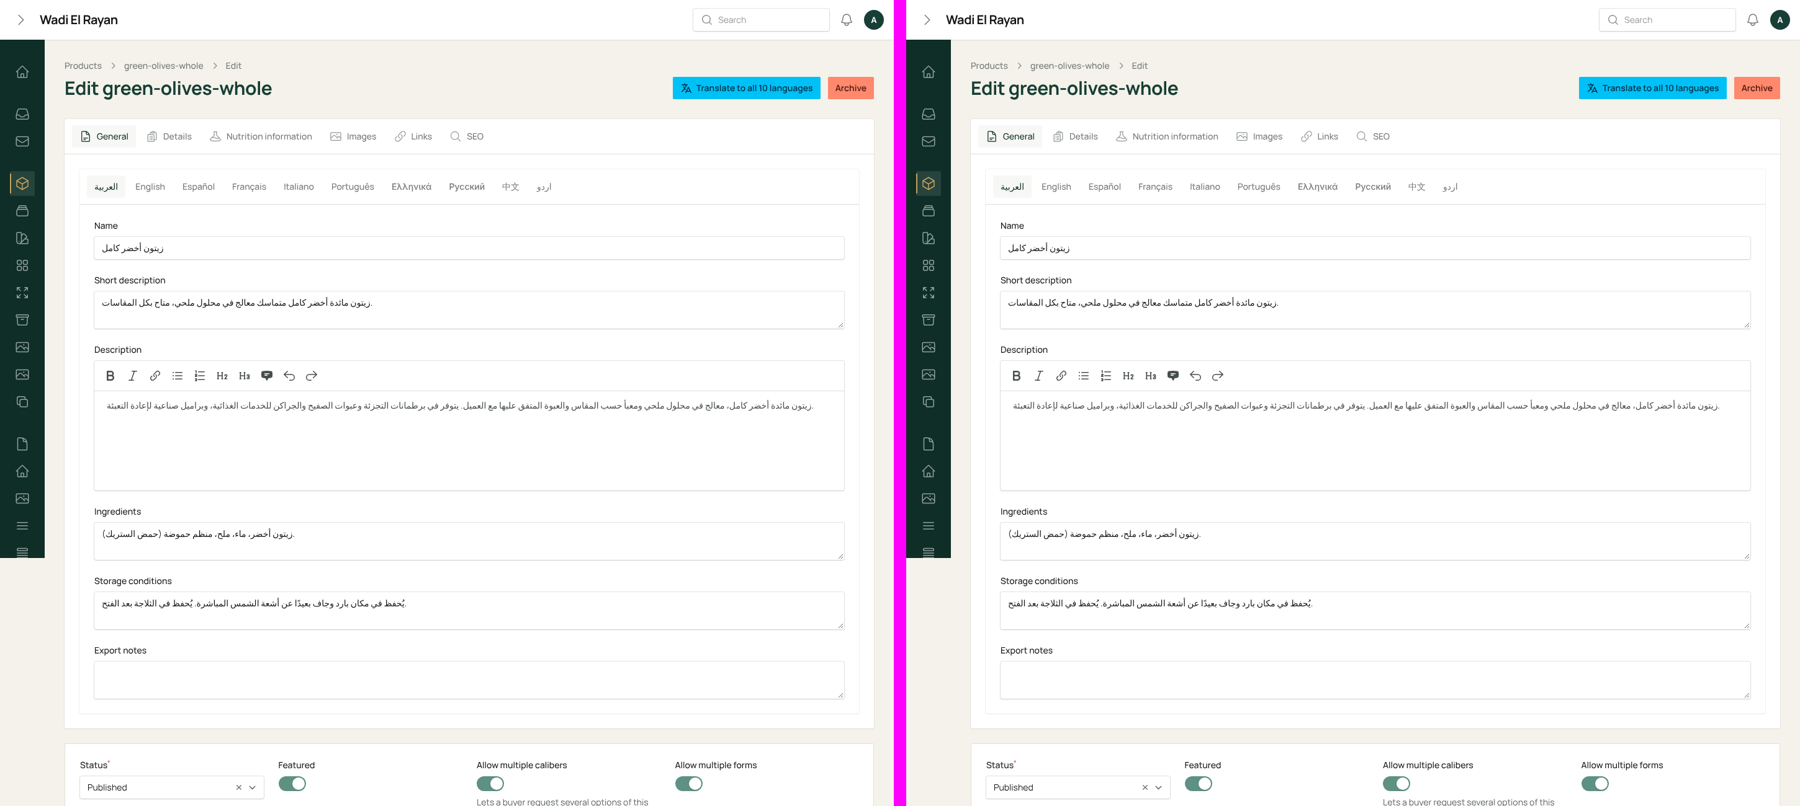 Wadi El Rayan
Search
A
Products > green-olives-whole > Edit
Edit green-olives-whole
Translate to all 10 languages
Archive
General Details Nutrition information Images Links SEO
العربية English Español Français Italiano Português Ελληνικά Русский 中文 اردو
Name
زيتون أخضر كامل
Short description
زيتون مائدة أخضر كامل متماسك معالج في محلول ملحي، متاح بكل المقاسات.
Description
B I H2 H3
زيتون مائدة أخضر كامل، معالج في محلول ملحي ومعبأ حسب المقاس والعبوة المتفق عليها مع العميل. يتوفر في برطمانات التجزئة وعبوات الصفيح والجراكن للخدمات الغذائية، وبراميل صناعية لإعادة التعبئة.
Ingredients
زيتون أخضر، ماء، ملح، منظم حموضة (حمض الستريك).
Storage conditions
يُحفظ في مكان بارد وجاف بعيدًا عن أشعة الشمس المباشرة. يُحفظ في الثلاجة بعد الفتح.
Export notes
Status* Featured Allow multiple calibers Allow multiple forms
Published
Lets a buyer request several options of this
Wadi El Rayan
Search
A
Products > green-olives-whole > Edit
Edit green-olives-whole
Translate to all 10 languages
Archive
General Details Nutrition information Images Links SEO
العربية English Español Français Italiano Português Ελληνικά Русский 中文 اردو
Name
زيتون أخضر كامل
Short description
زيتون مائدة أخضر كامل متماسك معالج في محلول ملحي، متاح بكل المقاسات.
Description
B I H2 H3
زيتون مائدة أخضر كامل، معالج في محلول ملحي ومعبأ حسب المقاس والعبوة المتفق عليها مع العميل. يتوفر في برطمانات التجزئة وعبوات الصفيح والجراكن للخدمات الغذائية، وبراميل صناعية لإعادة التعبئة.
Ingredients
زيتون أخضر، ماء، ملح، منظم حموضة (حمض الستريك).
Storage conditions
يُحفظ في مكان بارد وجاف بعيدًا عن أشعة الشمس المباشرة. يُحفظ في الثلاجة بعد الفتح.
Export notes
Status* Featured Allow multiple calibers Allow multiple forms
Published
Lets a buyer request several options of this